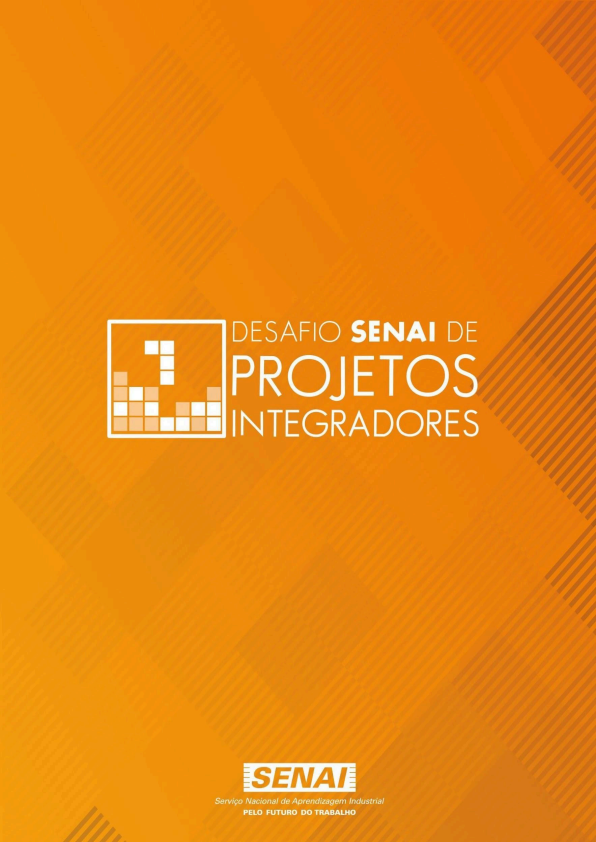 DESAFIO SENAI DE
PROJETOS
INTEGRADORES
SENAI
Serviço Nacional de Aprendizagem Industrial
PELO FUTURO DO TRABALHO